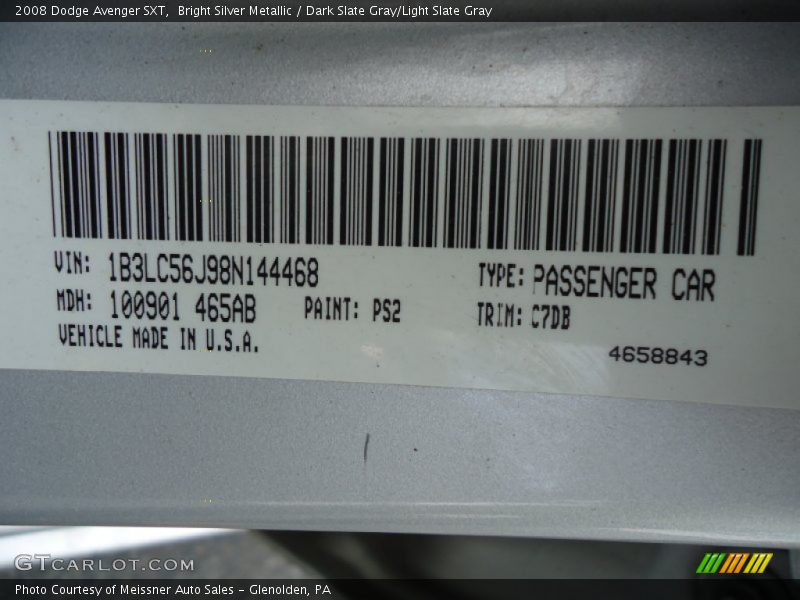 2008 Dodge Avenger SXT,  Bright Silver Metallic / Dark Slate Gray/Light Slate Gray
VIN: 1B3LC56J98N144468 TYPE: PASSENGER CAR
MDH: 100901 465AB PAINT: PS2 TRIM: C7DB
VEHICLE MADE IN U.S.A. 4658843
GTCARLOT.COM
Photo Courtesy of Meissner Auto Sales – Glenolden, PA